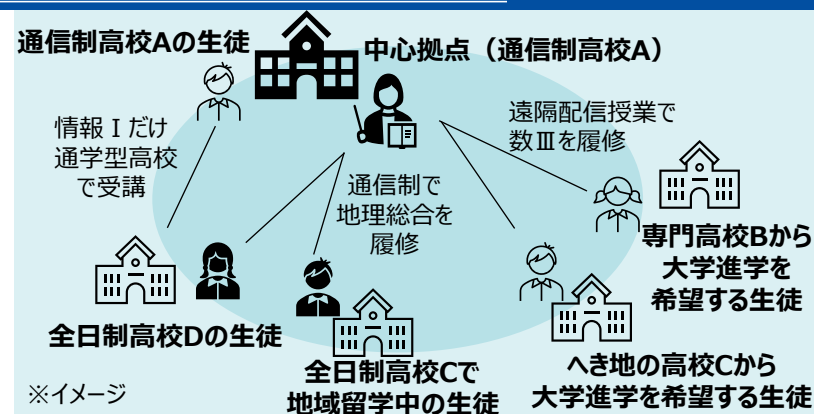 通信制高校Aの生徒
中心拠点（通信制高校A）
情報Ⅰだけ
通学型高校
で受講
通信制で
地理総合を
履修
遠隔配信授業で
数Ⅲを履修
専門高校Bから
大学進学を
希望する生徒
全日制高校Dの生徒
全日制高校Cで
地域留学中の生徒
へき地の高校Cから
大学進学を希望する生徒
※イメージ